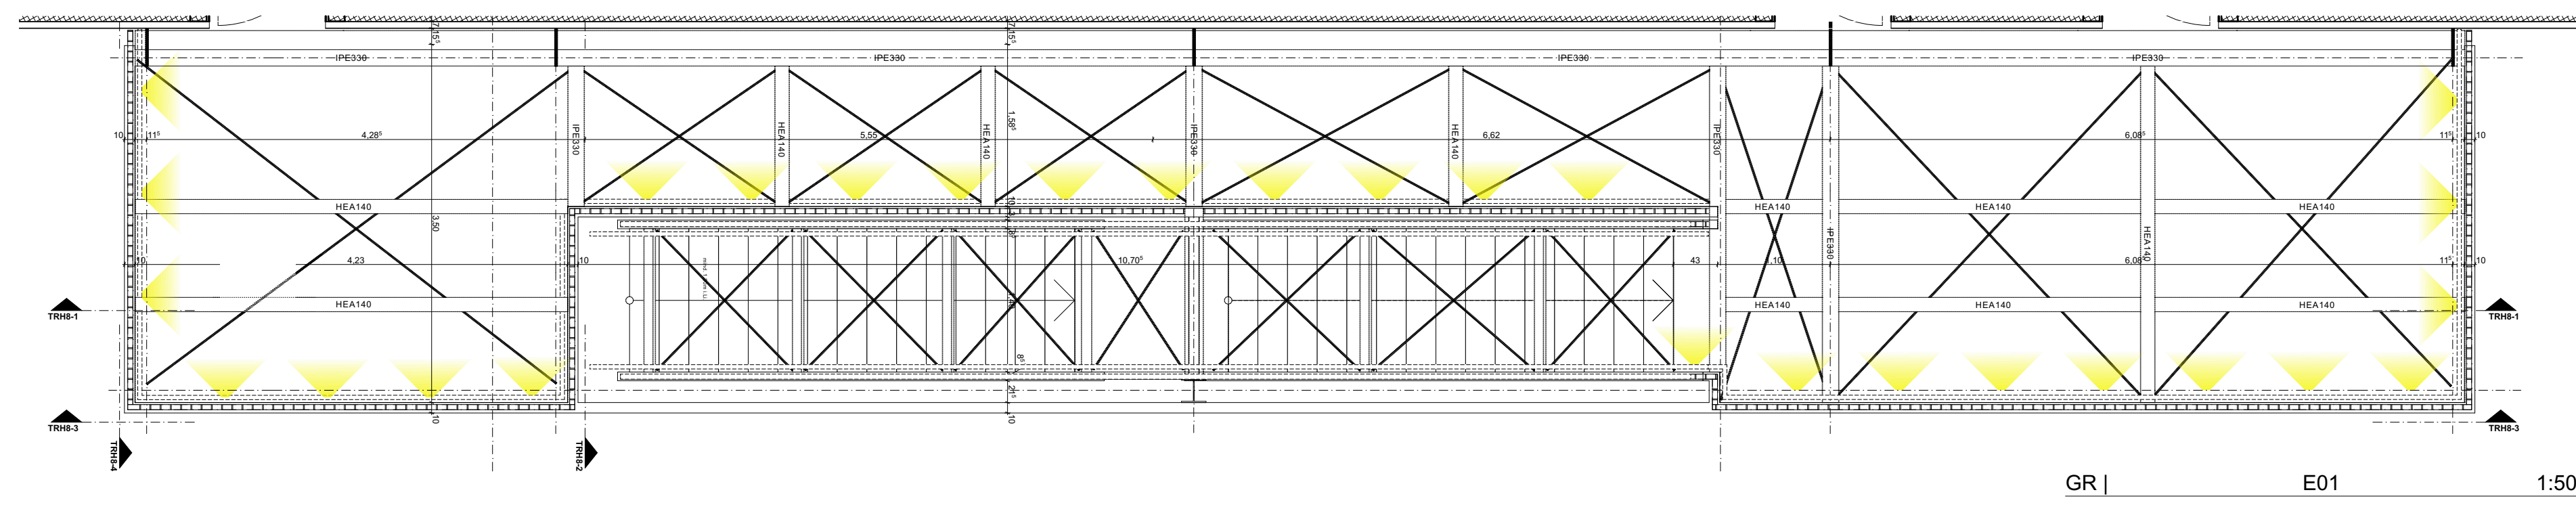 7
15⁵
7
15⁵
IPE330
IPE330
IPE330
IPE330
10
11⁵
4,28⁵
IPE330
HEA140
5,55
HEA140
1,58⁵
IPE330
HEA140
6,62
IPE330
6,08⁵
11⁵
10
HEA140
3,50
HEA140
HEA140
HEA140
10
4,23
10
10,70⁵
43
1,10
IPE330
HEA140
6,08⁵
11⁵
10
HEA140
HEA140
HEA140
HEA140
TRH8-1
TRH8-1
8⁵
21⁵
10
10
TRH8-3
TRH8-3
TRH8-4
TRH8-2
GR |
E01
1:50